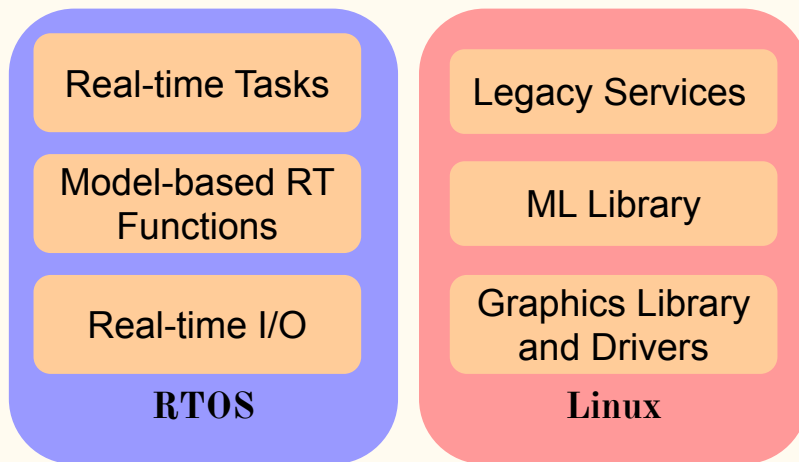 Real-time Tasks
Model-based RT
Functions
Real-time I/O
RTOS
Legacy Services
ML Library
Graphics Library
and Drivers
Linux